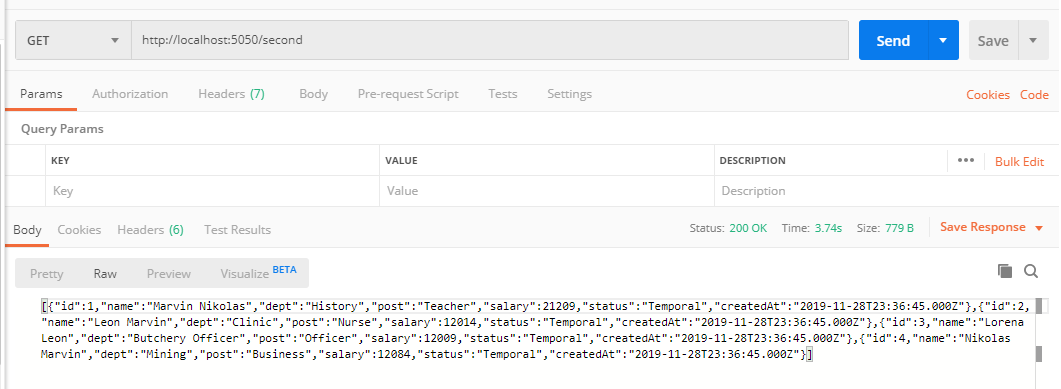 GET http://localhost:5050/second Send Save
Params Authorization Headers (7) Body Pre-request Script Tests Settings Cookies Code
Query Params
KEY VALUE DESCRIPTION ••• Bulk Edit
Key Value Description
Body Cookies Headers (6) Test Results Status: 200 OK Time: 3.74s Size: 779 B Save Response
Pretty Raw Preview Visualize BETA
[{"id":1,"name":"Marvin Nikolas","dept":"History","post":"Teacher","salary":21209,"status":"Temporal","createdAt":"2019-11-28T23:36:45.000Z"},{"id":2,
"name":"Leon Marvin","dept":"Clinic","post":"Nurse","salary":12014,"status":"Temporal","createdAt":"2019-11-28T23:36:45.000Z"},{"id":3,"name":"Lorena
Leon","dept":"Butchery Officer","post":"Officer","salary":12009,"status":"Temporal","createdAt":"2019-11-28T23:36:45.000Z"},{"id":4,"name":"Nikolas
Marvin","dept":"Mining","post":"Business","salary":12084,"status":"Temporal","createdAt":"2019-11-28T23:36:45.000Z"}]